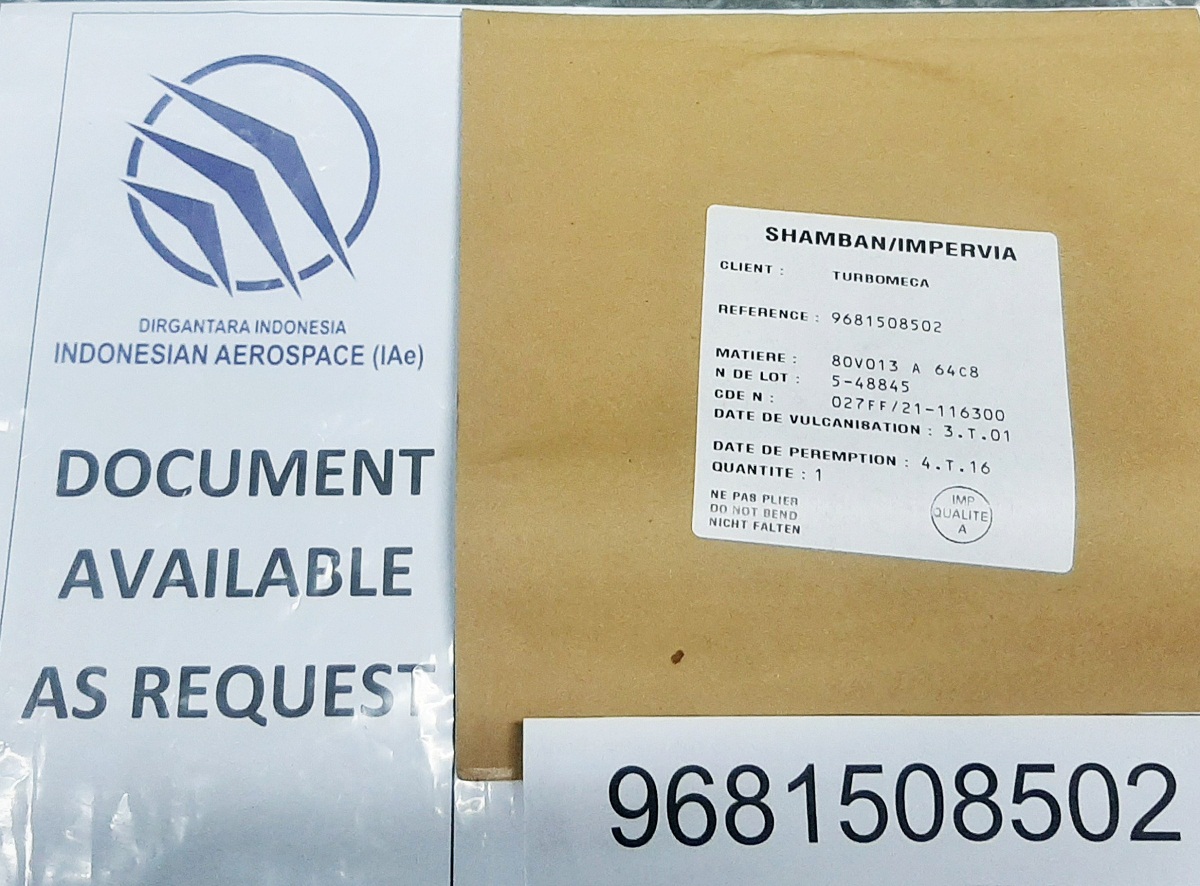 DIRGANTARA INDONESIA
INDONESIAN AEROSPACE (IAe)
DOCUMENT
AVAILABLE
AS REQUEST
SHAMBAN/IMPERVIA
CLIENT : TURBOMECA
REFERENCE : 9681508502
MATIERE : 80V013 A 64C8
N DE LOT : 5-48845
CDE N : 027FF/21-116300
DATE DE VULCANISATION : 3.T.01
DATE DE PEREMPTION : 4.T.16
QUANTITE : 1
NE PAS PLIER
DO NOT BEND
NICHT FALTEN
IMP
QUALITE
A
9681508502